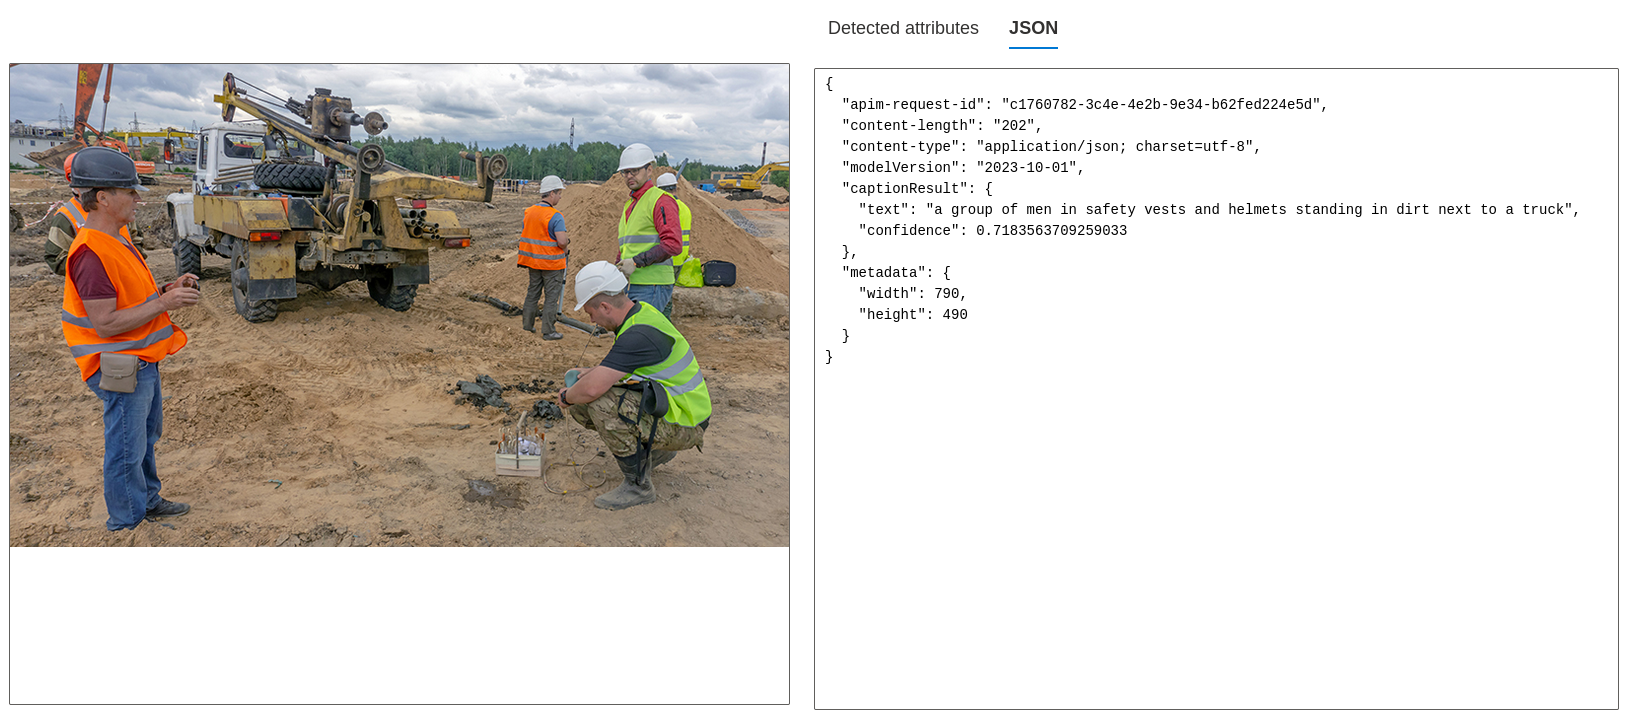 Detected attributes JSON
{
"apim-request-id": "c1760782-3c4e-4e2b-9e34-b62fed224e5d",
"content-length": "202",
"content-type": "application/json; charset=utf-8",
"modelVersion": "2023-10-01",
"captionResult": {
"text": "a group of men in safety vests and helmets standing in dirt next to a truck",
"confidence": 0.7183563709259033
},
"metadata": {
"width": 790,
"height": 490
}
}